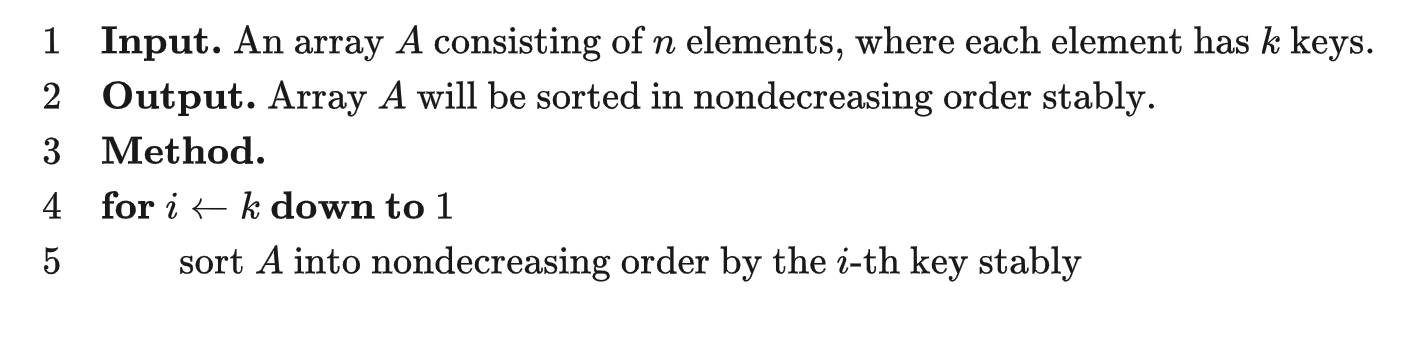 1 Input. An array A consisting of n elements, where each element has k keys.
2 Output. Array A will be sorted in nondecreasing order stably.
3 Method.
4 for i ← k down to 1
5 sort A into nondecreasing order by the i-th key stably